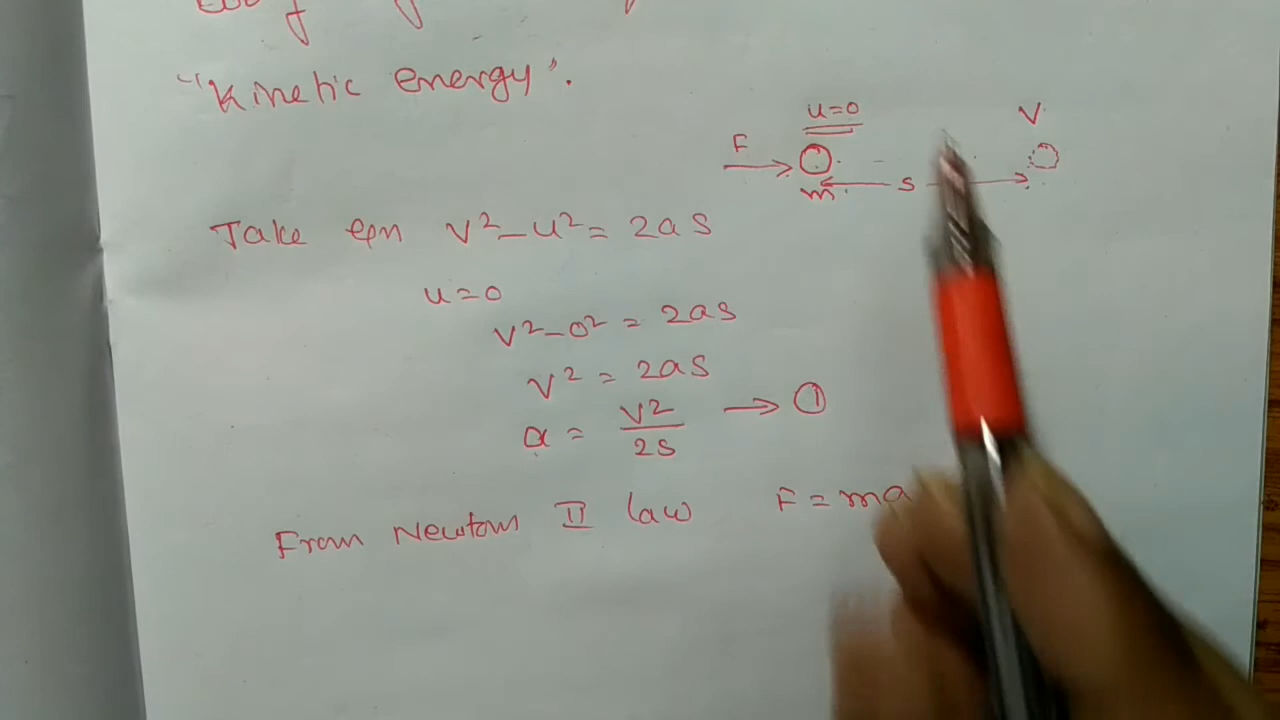 "Kinetic energy".
u=0
V
F
m
s
Take eqn v²-u² = 2as
u=0
v²-0² = 2as
v² = 2as
a = v²/2s → ①
From Newtons II law F = ma